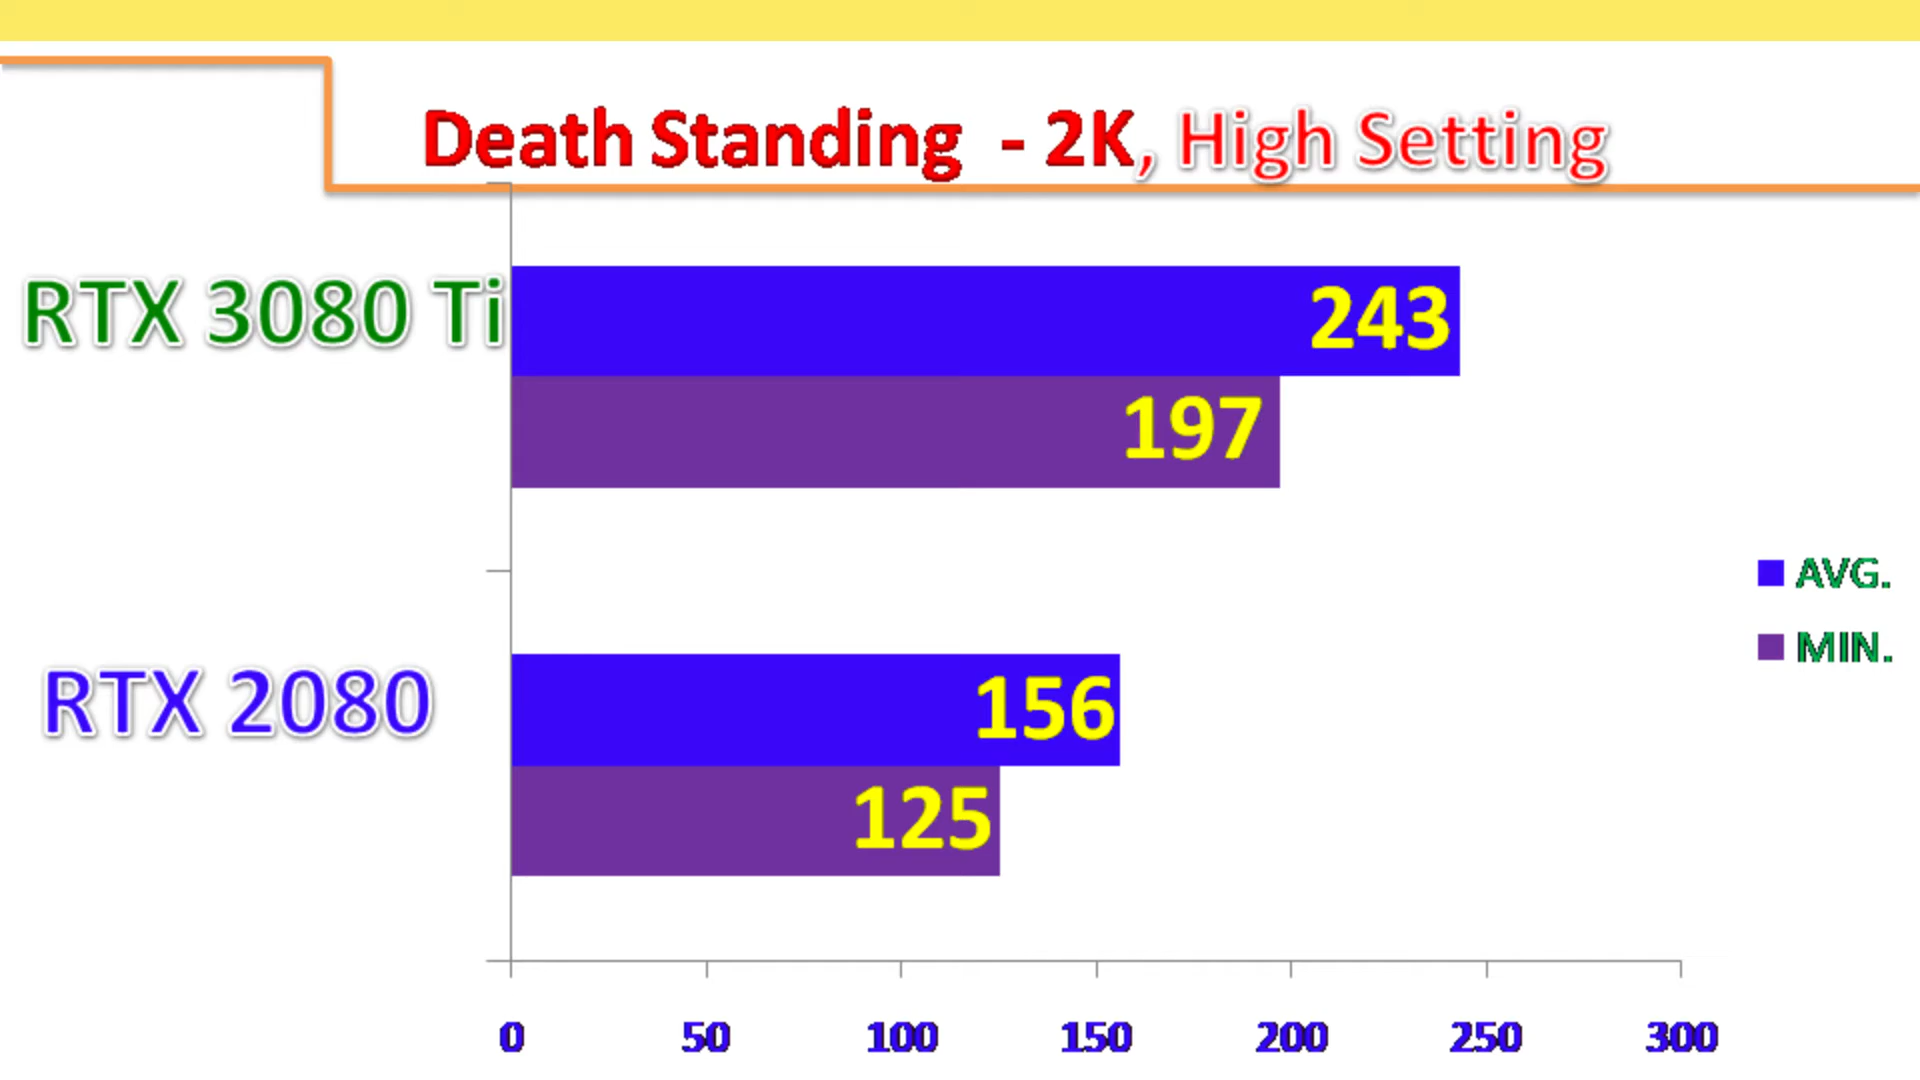 Death Standing - 2K, High Setting
RTX 3080 Ti
243
197
AVG.
MIN.
RTX 2080
156
125
0 50 100 150 200 250 300